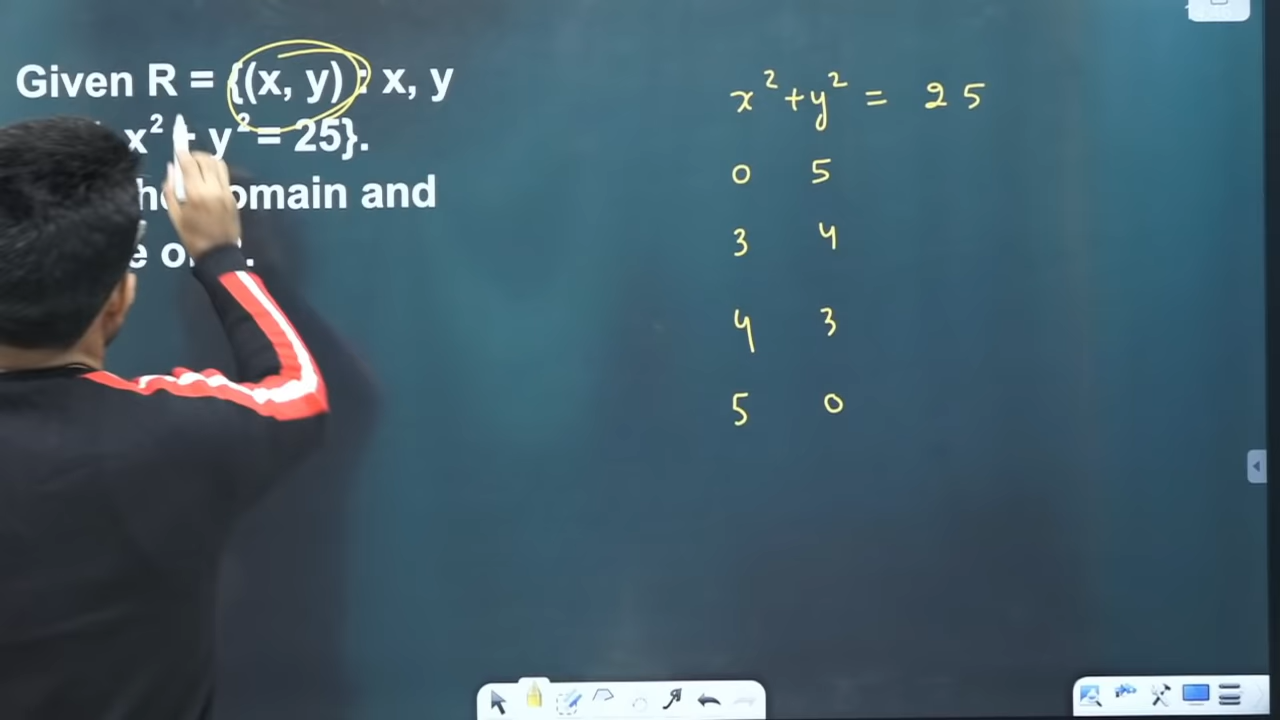 Given R = {(x, y) : x, y
x² + y² = 25}.
omain and
x² + y² = 25
0 5
3 4
4 3
5 0